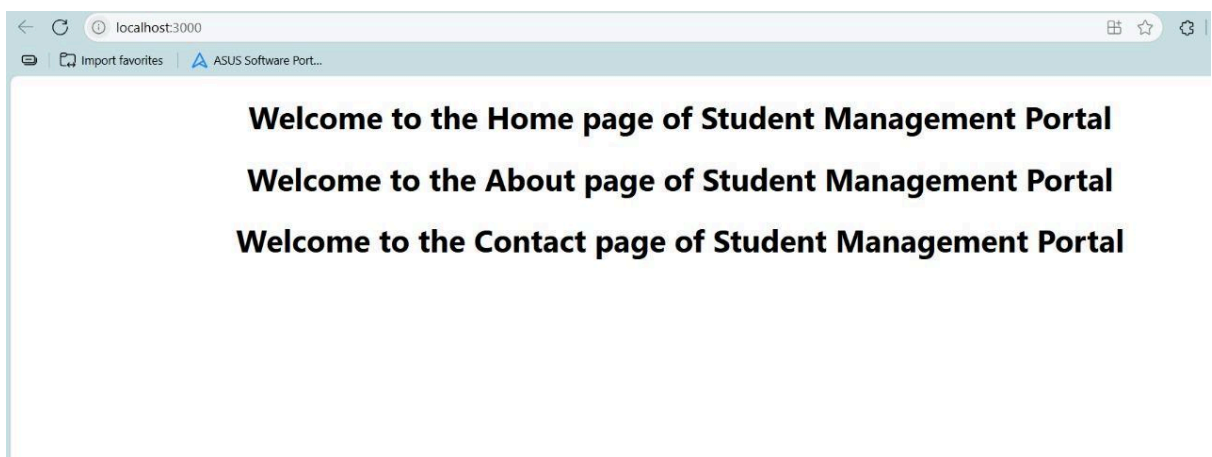 localhost:3000
Import favorites ASUS Software Port...
Welcome to the Home page of Student Management Portal
Welcome to the About page of Student Management Portal
Welcome to the Contact page of Student Management Portal